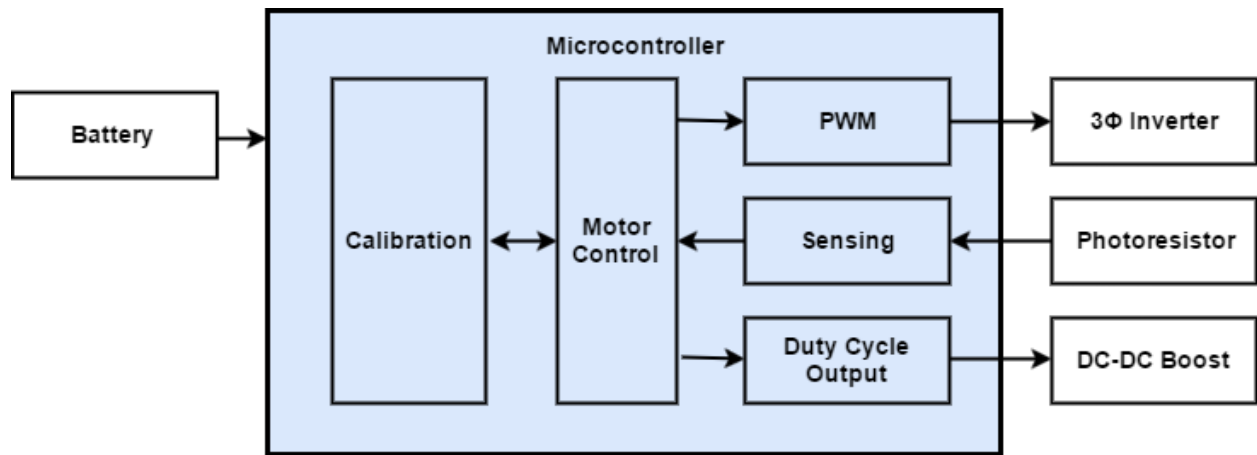 Microcontroller
Battery
Calibration
Motor
Control
PWM
Sensing
Duty Cycle
Output
3Φ Inverter
Photoresistor
DC-DC Boost